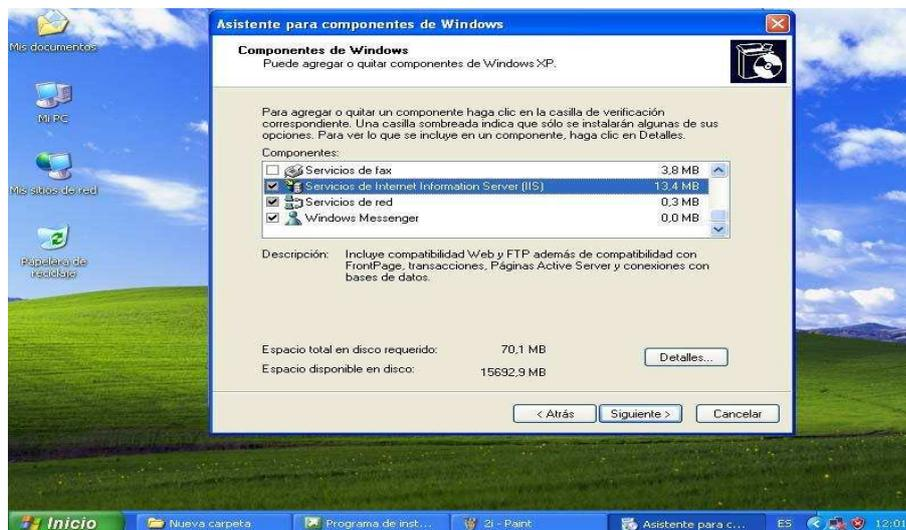 Mis documentos
Mi PC
Mis sitios de red
Papelera de
reciclaje
Asistente para componentes de Windows
Componentes de Windows
Puede agregar o quitar componentes de Windows XP.
Para agregar o quitar un componente haga clic en la casilla de verificación
correspondiente. Una casilla sombreada indica que sólo se instalarán algunas de sus
opciones. Para ver lo que se incluye en un componente, haga clic en Detalles.
Componentes:
Servicios de fax 3,8 MB
Servicios de Internet Information Server (IIS) 13,4 MB
Servicios de red 0,3 MB
Windows Messenger 0,0 MB
Descripción: Incluye compatibilidad Web y FTP además de compatibilidad con
FrontPage, transacciones, Páginas Active Server y conexiones con
bases de datos.
Espacio total en disco requerido: 70,1 MB
Espacio disponible en disco: 15692,9 MB
Detalles...
< Atrás Siguiente > Cancelar
Inicio Nueva carpeta Programa de inst... 2i - Paint Asistente para c... ES 12:01